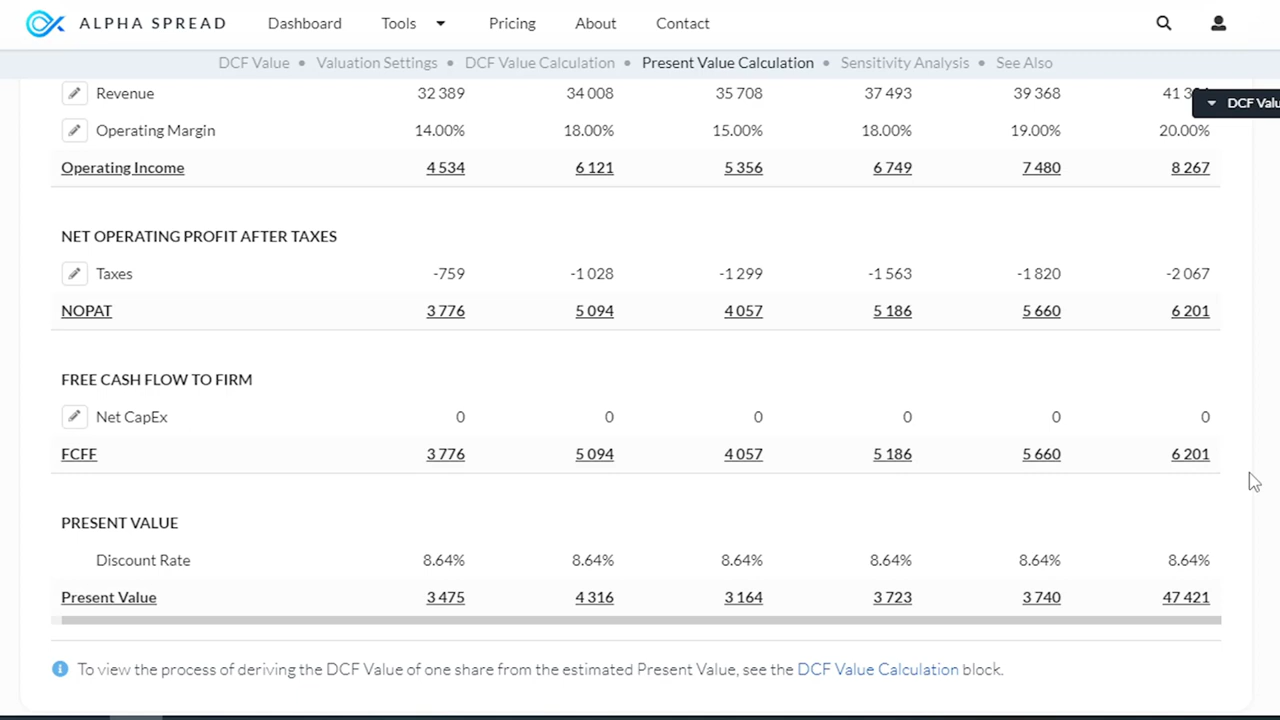 ALPHA SPREAD Dashboard Tools Pricing About Contact
DCF Value • Valuation Settings • DCF Value Calculation • Present Value Calculation • Sensitivity Analysis • See Also
Revenue 32 389 34 008 35 708 37 493 39 368
DCF Valu
Operating Margin 14.00% 18.00% 15.00% 18.00% 19.00% 20.00%
Operating Income 4 534 6 121 5 356 6 749 7 480 8 267
NET OPERATING PROFIT AFTER TAXES
Taxes -759 -1 028 -1 299 -1 563 -1 820 -2 067
NOPAT 3 776 5 094 4 057 5 186 5 660 6 201
FREE CASH FLOW TO FIRM
Net CapEx 0 0 0 0 0 0
FCFF 3 776 5 094 4 057 5 186 5 660 6 201
PRESENT VALUE
Discount Rate 8.64% 8.64% 8.64% 8.64% 8.64% 8.64%
Present Value 3 475 4 316 3 164 3 723 3 740 47 421
To view the process of deriving the DCF Value of one share from the estimated Present Value, see the DCF Value Calculation block.